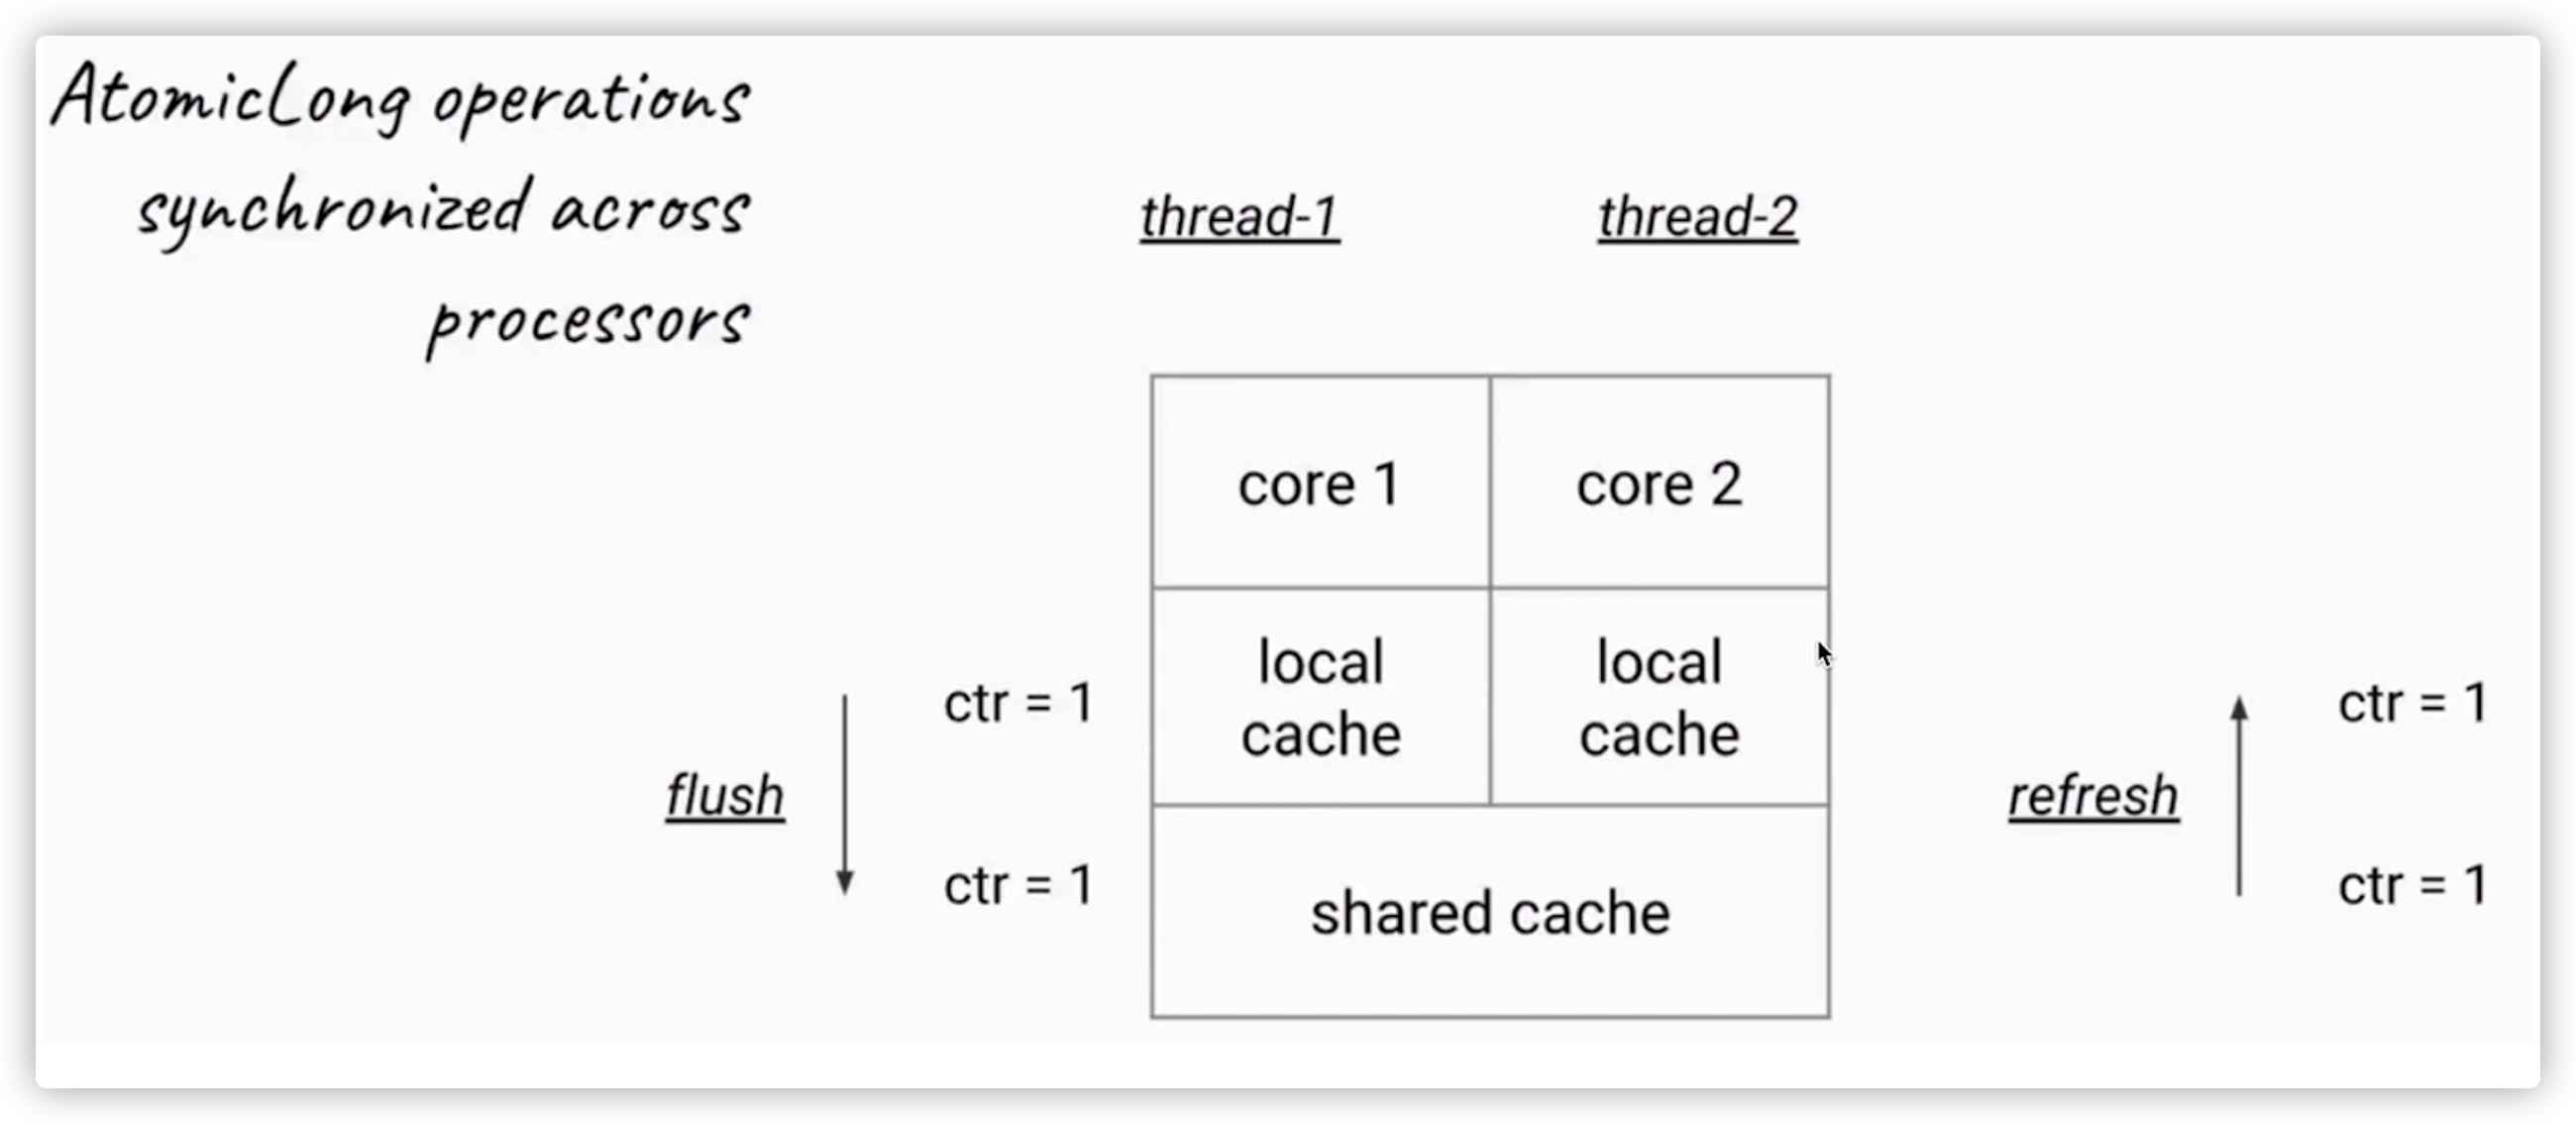 AtomicLong operations
synchronized across
processors
thread-1
thread-2
core 1
core 2
local
cache
local
cache
ctr = 1
flush
ctr = 1
shared cache
ctr = 1
refresh
ctr = 1